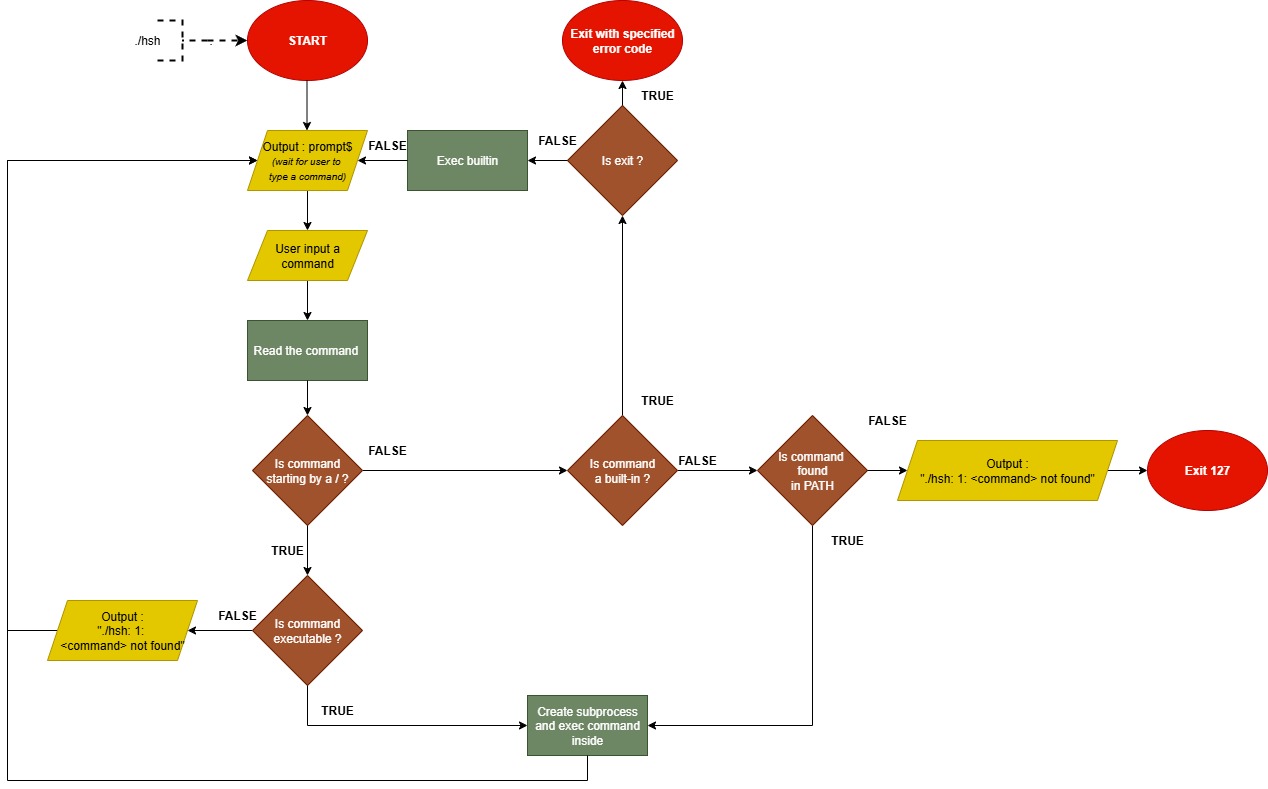 ./hsh
START
Exit with specified
error code
TRUE
Output : prompt$
(wait for user to
type a command)
FALSE
Exec builtin
FALSE
Is exit ?
User input a
command
Read the command
TRUE
Is command
starting by a / ?
FALSE
Is command
a built-in ?
FALSE
Is command
found
in PATH
FALSE
Output :
"./hsh: 1: <command> not found"
Exit 127
TRUE
TRUE
Output :
"./hsh: 1:
<command> not found"
FALSE
Is command
executable ?
TRUE
Create subprocess
and exec command
inside